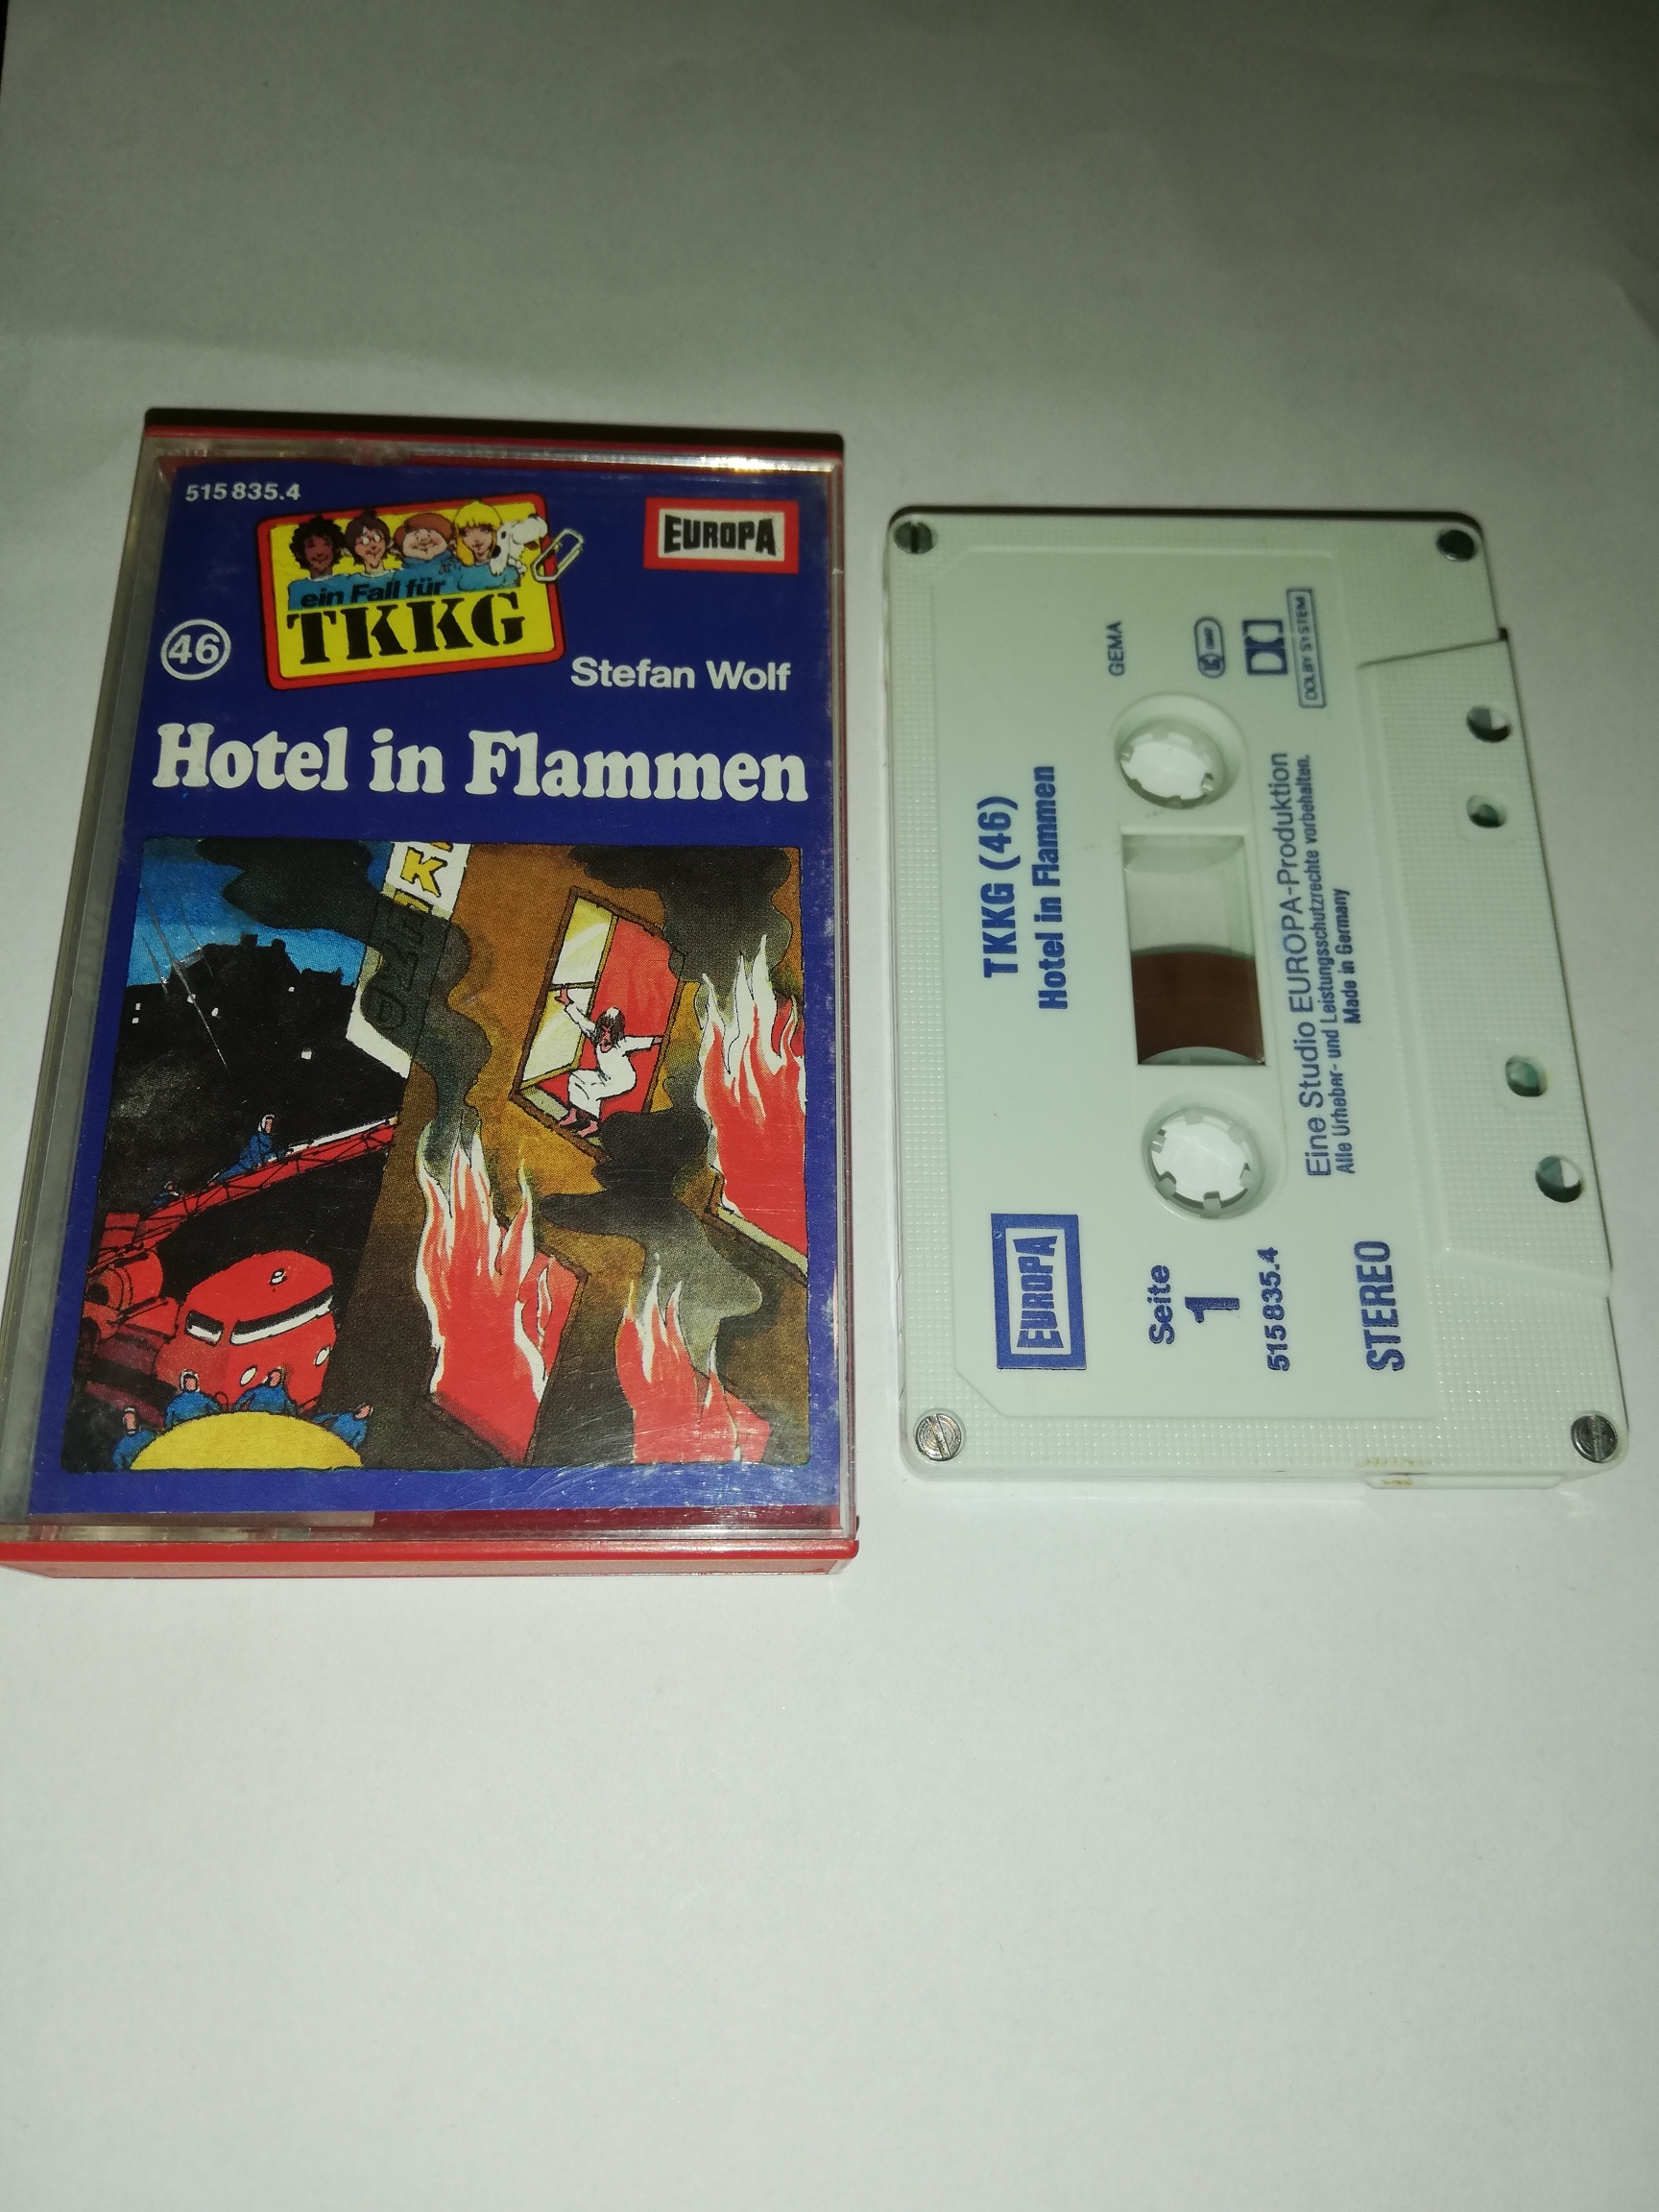 515 835.4
EUROPA
ein Fall für
TKKG
46
Stefan Wolf
Hotel in Flammen
K
TKKG (46)
Hotel in Flammen
GEMA
DOLBY SYSTEM
EUROPA
Seite
1
515 835.4
STEREO
Eine Studio EUROPA-Produktion
Alle Urheber- und Leistungsschutzrechte vorbehalten.
Made in Germany